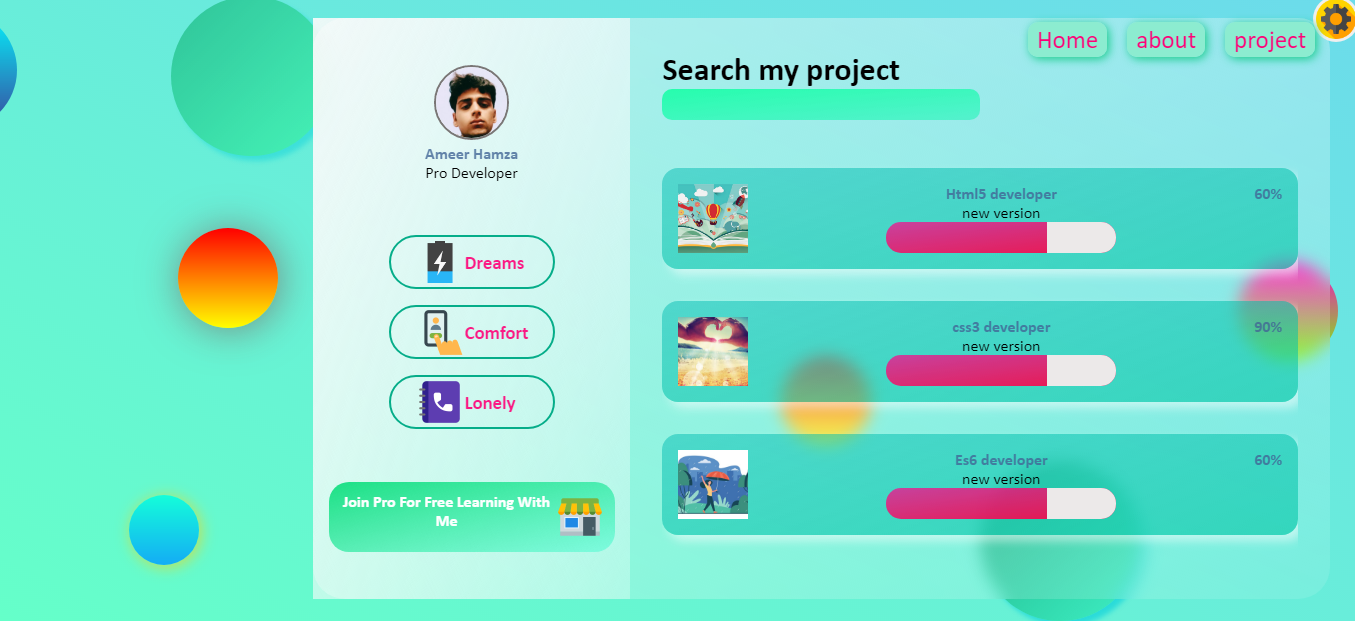 Home about project
Search my project
Ameer Hamza
Pro Developer
Dreams
Comfort
Lonely
Join Pro For Free Learning With
Me
Html5 developer
new version
60%
css3 developer
new version
90%
Es6 developer
new version
60%